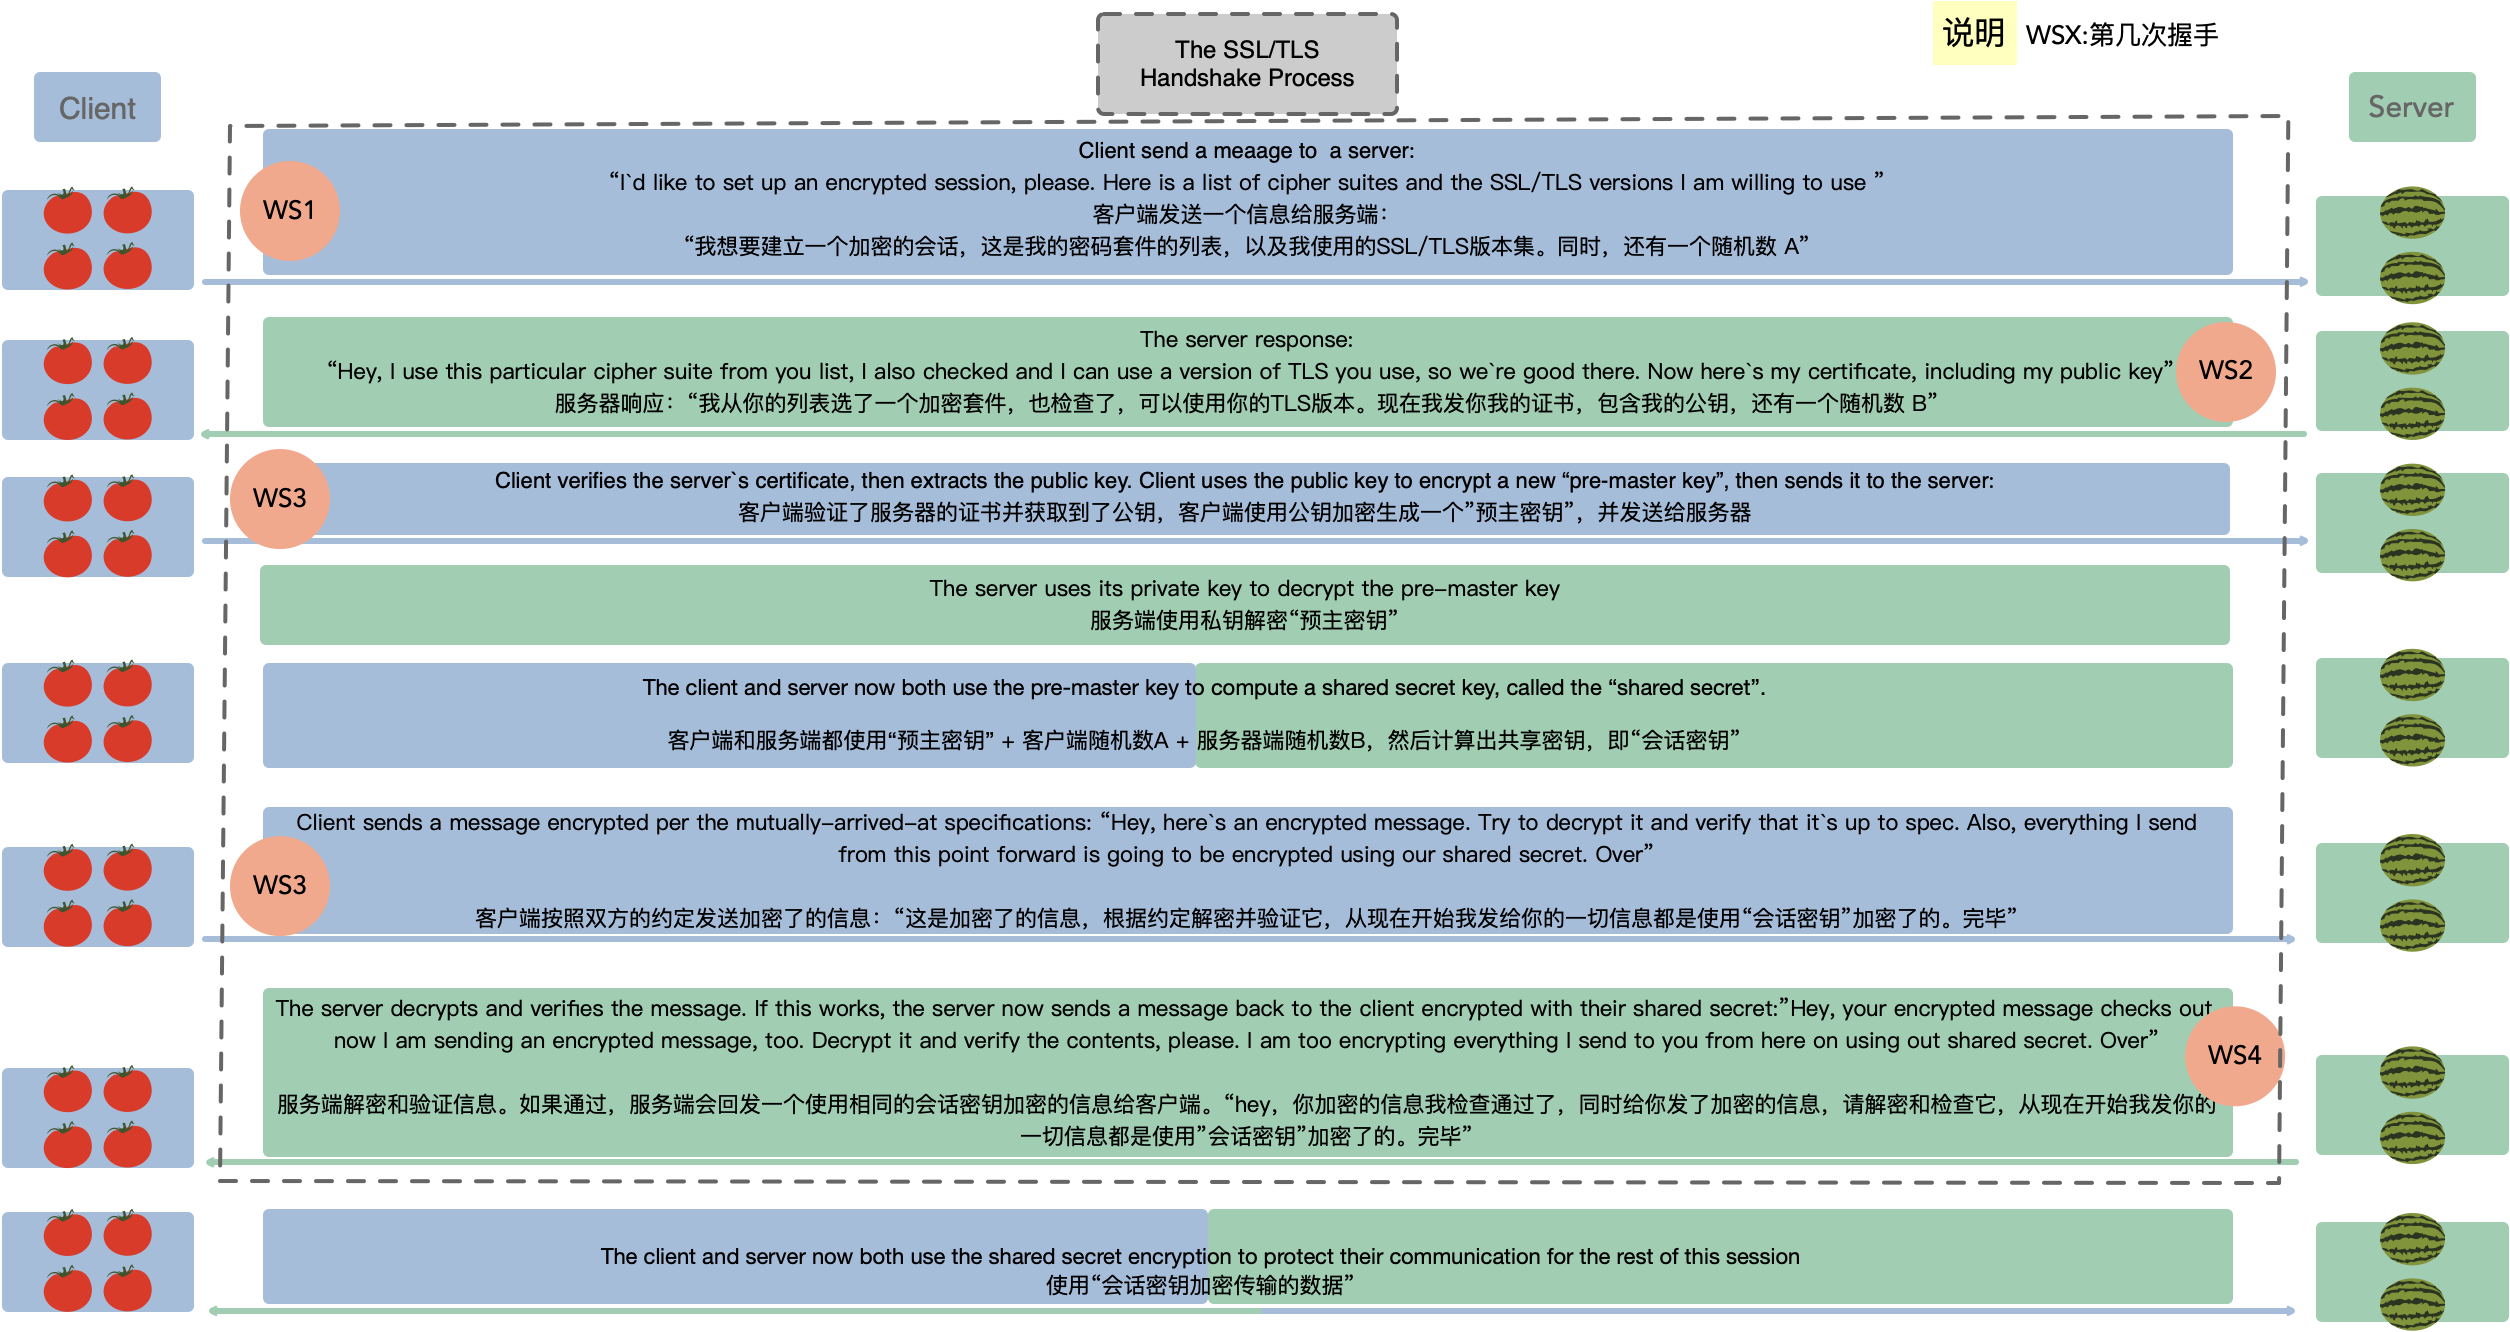 The SSL/TLS
Handshake Process
说明 WSX:第几次握手
Client
Server
Client send a meaage to a server:
“I`d like to set up an encrypted session, please. Here is a list of cipher suites and the SSL/TLS versions I am willing to use ”
WS1
客户端发送一个信息给服务端：
“我想要建立一个加密的会话，这是我的密码套件的列表，以及我使用的SSL/TLS版本集。同时，还有一个随机数 A”
The server response:
“Hey, I use this particular cipher suite from you list, I also checked and I can use a version of TLS you use, so we`re good there. Now here`s my certificate, including my public key”
WS2
服务器响应：“我从你的列表选了一个加密套件，也检查了，可以使用你的TLS版本。现在我发你我的证书，包含我的公钥，还有一个随机数 B”
Client verifies the server`s certificate, then extracts the public key. Client uses the public key to encrypt a new “pre-master key”, then sends it to the server:
WS3
客户端验证了服务器的证书并获取到了公钥，客户端使用公钥加密生成一个”预主密钥”，并发送给服务器
The server uses its private key to decrypt the pre-master key
服务端使用私钥解密“预主密钥”
The client and server now both use the pre-master key to compute a shared secret key, called the “shared secret”.
客户端和服务端都使用“预主密钥” + 客户端随机数A + 服务器端随机数B，然后计算出共享密钥，即“会话密钥”
Client sends a message encrypted per the mutually-arrived-at specifications: “Hey, here`s an encrypted message. Try to decrypt it and verify that it`s up to spec. Also, everything I send
from this point forward is going to be encrypted using our shared secret. Over”
WS3
客户端按照双方的约定发送加密了的信息：“这是加密了的信息，根据约定解密并验证它，从现在开始我发给你的一切信息都是使用“会话密钥”加密了的。完毕”
The server decrypts and verifies the message. If this works, the server now sends a message back to the client encrypted with their shared secret:”Hey, your encrypted message checks out,
now I am sending an encrypted message, too. Decrypt it and verify the contents, please. I am too encrypting everything I send to you from here on using out shared secret. Over”
WS4
服务端解密和验证信息。如果通过，服务端会回发一个使用相同的会话密钥加密的信息给客户端。“hey，你加密的信息我检查通过了，同时给你发了加密的信息，请解密和检查它，从现在开始我发你的
一切信息都是使用”会话密钥”加密了的。完毕”
The client and server now both use the shared secret encryption to protect their communication for the rest of this session
使用“会话密钥加密传输的数据”